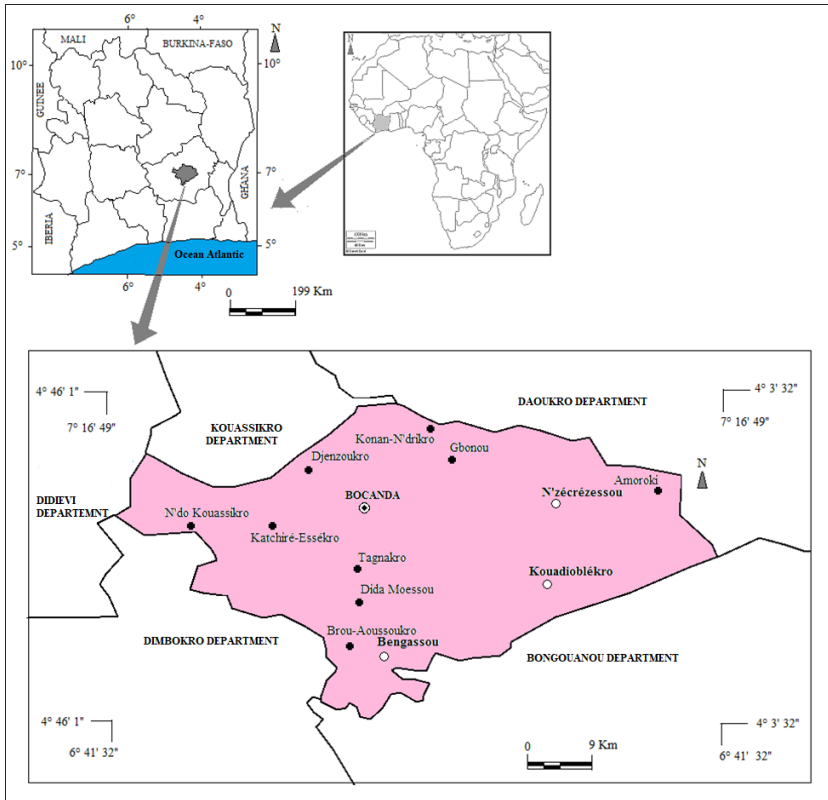 6°
4°
N
MALI
BURKINA-FASO
10°
10°
GUINEE
7°
7°
GHANA
IBERIA
5°
5°
Ocean Atlantic
6°
4°
0 199 Km
N
4° 46' 1"
7° 16' 49"
4° 3' 32"
7° 16' 49"
DAOUKRO DEPARTMENT
KOUASSIKRO
DEPARTMENT
Konan-N'drikro
Gbonou
Djenzoukro
N
Amoroki
DIDIEVI
DEPARTEMNT
BOCANDA
N'zécrézessou
N'do Kouassikro
Katchiré-Essékro
Tagnakro
Kouadioblékro
Dida Moessou
DIMBOKRO DEPARTMENT
Brou-Aoussoukro
Bengassou
BONGOUANOU DEPARTMENT
4° 46' 1"
6° 41' 32"
4° 3' 32"
6° 41' 32"
0 9 Km